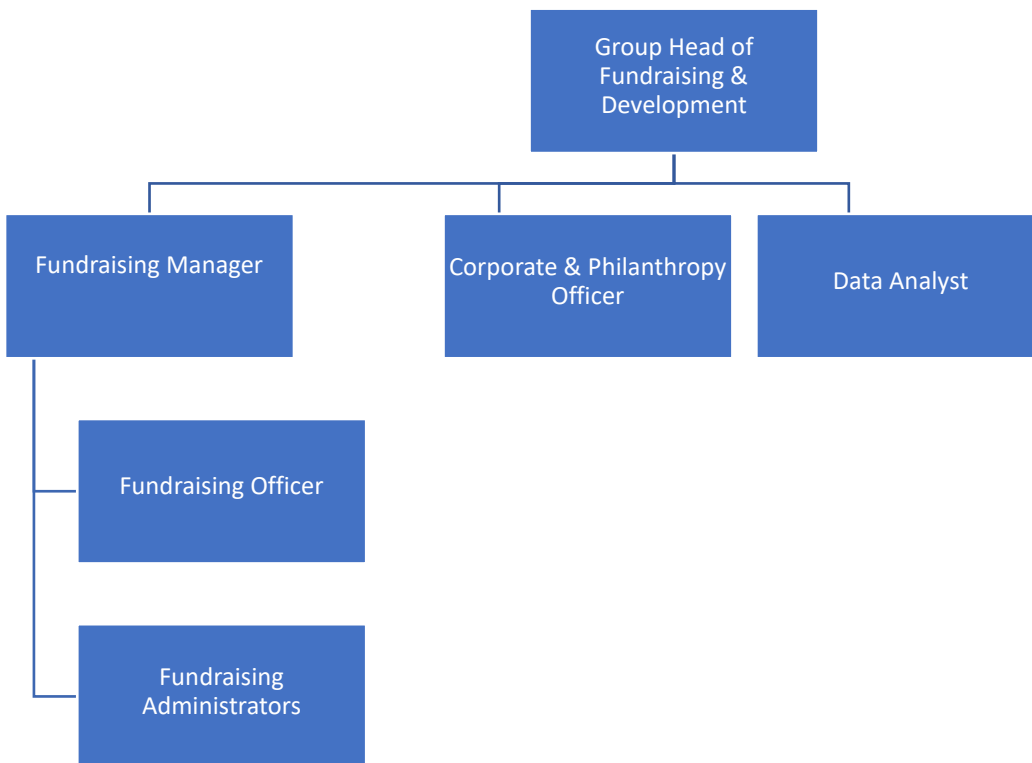 Group Head of
Fundraising &
Development
Fundraising Manager
Corporate & Philanthropy
Officer
Data Analyst
Fundraising Officer
Fundraising
Administrators